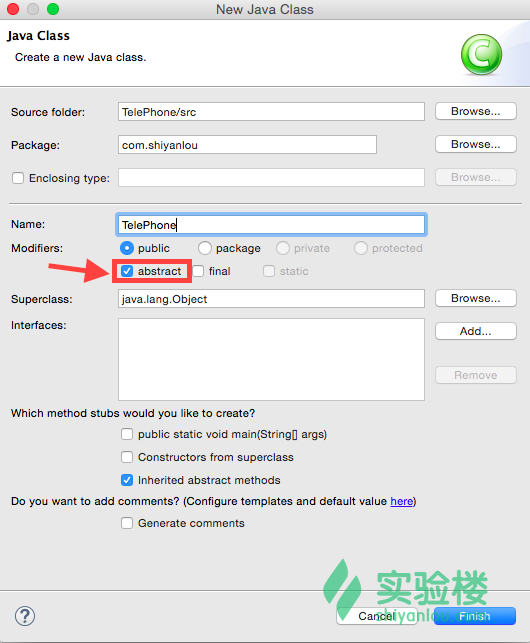 New Java Class
Java Class
Create a new Java class.
C
Source folder: TelePhone/src Browse...
Package: com.shiyanlou Browse...
Enclosing type: Browse...
Name: TelePhone
Modifiers: public package private protected
abstract final static
Superclass: java.lang.Object Browse...
Interfaces: Add...
Remove
Which method stubs would you like to create?
public static void main(String[] args)
Constructors from superclass
Inherited abstract methods
Do you want to add comments? (Configure templates and default value here)
Generate comments
实验楼
shiyanlou.com
? Cancel Finish